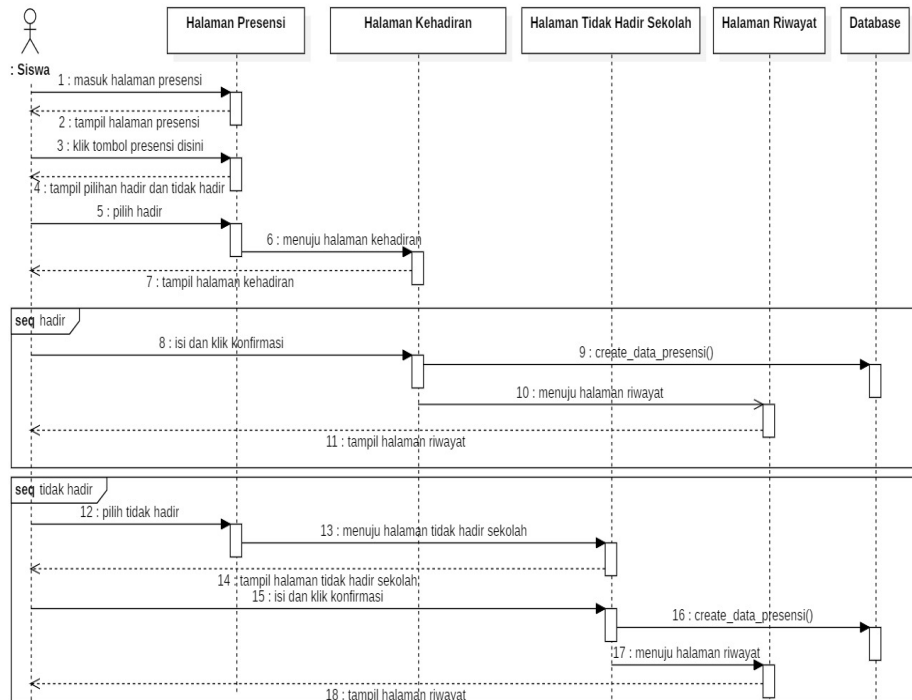 Halaman Presensi
Halaman Kehadiran
Halaman Tidak Hadir Sekolah
Halaman Riwayat
Database
: Siswa
1 : masuk halaman presensi
2 : tampil halaman presensi
3 : klik tombol presensi disini
4 : tampil pilihan hadir dan tidak hadir
5 : pilih hadir
6 : menuju halaman kehadiran
7 : tampil halaman kehadiran
seq hadir
8 : isi dan klik konfirmasi
9 : create_data_presensi()
10 : menuju halaman riwayat
11 : tampil halaman riwayat
seq tidak hadir
12 : pilih tidak hadir
13 : menuju halaman tidak hadir sekolah
14 : tampil halaman tidak hadir sekolah
15 : isi dan klik konfirmasi
16 : create_data_presensi()
17 : menuju halaman riwayat
18 : tampil halaman riwayat